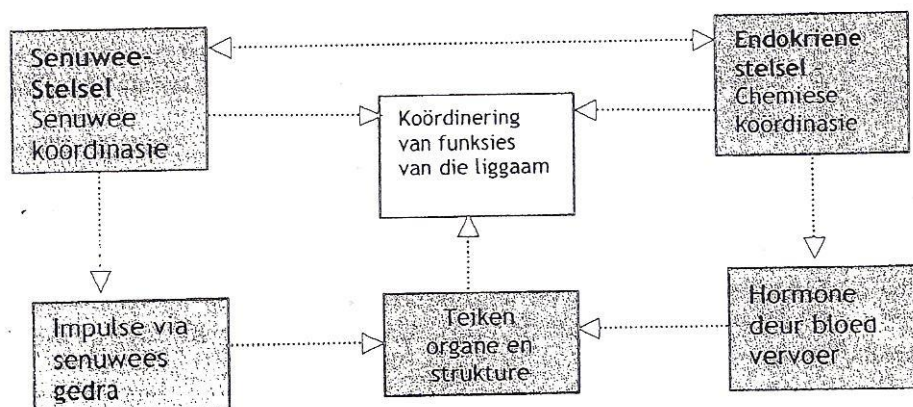 Senuwee-
Stelsel
Senuwee
koördinasie
Endokriene
stelsel
Chemiese
koördinasie
Koördinering
van funksies
van die liggaam
Impulse via
senuwees
gedra
Teiken
organe en
strukture
Hormone
deur bloed
vervoer